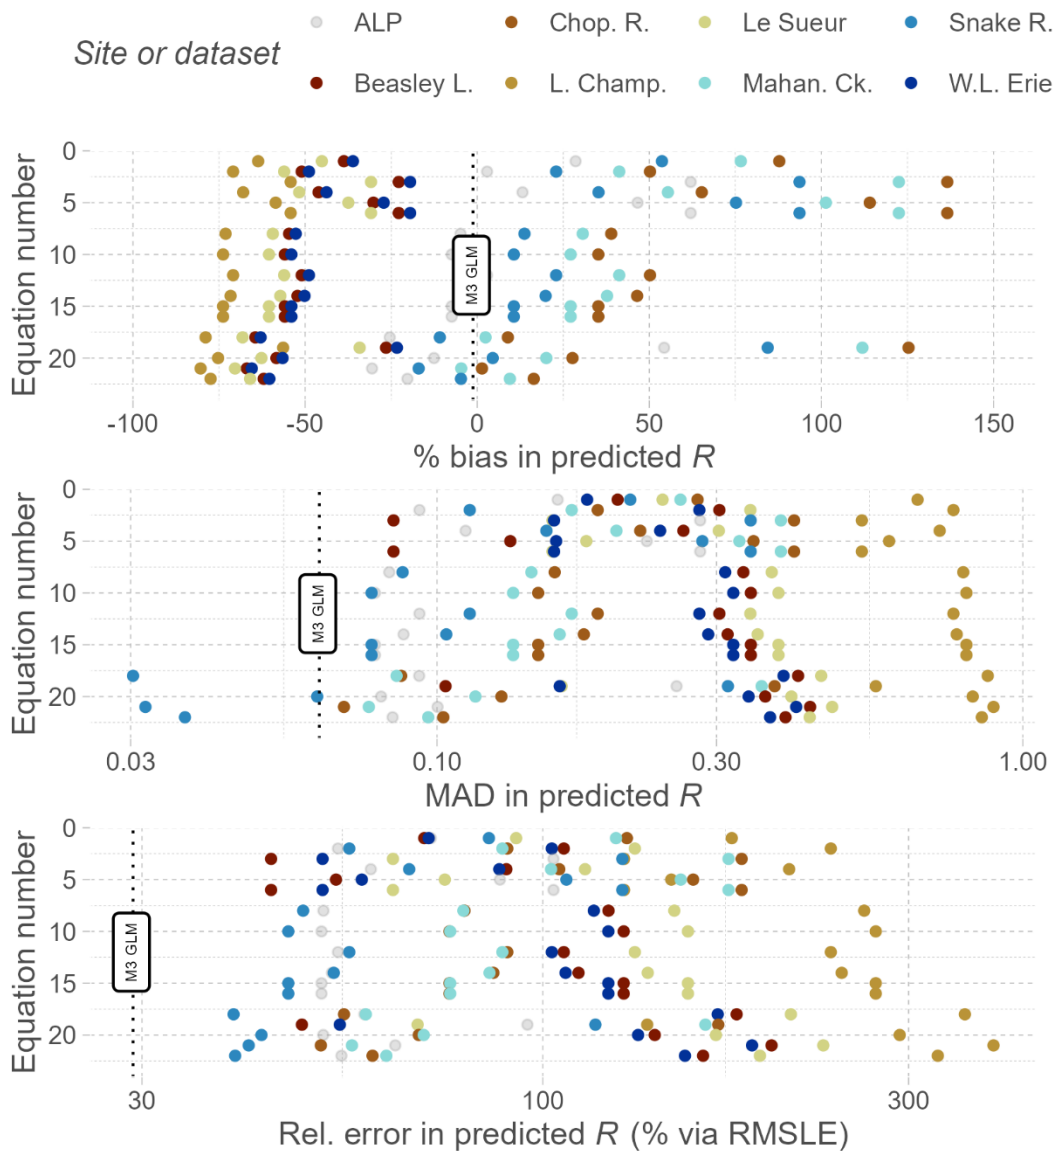 Site or dataset
ALP
Chop. R.
Le Sueur
Snake R.
Beasley L.
L. Champ.
Mahan. Ck.
W.L. Erie
Equation number
0
5
10
15
20
M3 GLM
-100
-50
0
50
100
150
% bias in predicted R
Equation number
0
5
10
15
20
M3 GLM
0.03
0.10
0.30
1.00
MAD in predicted R
Equation number
0
5
10
15
20
M3 GLM
30
100
300
Rel. error in predicted R (% via RMSLE)